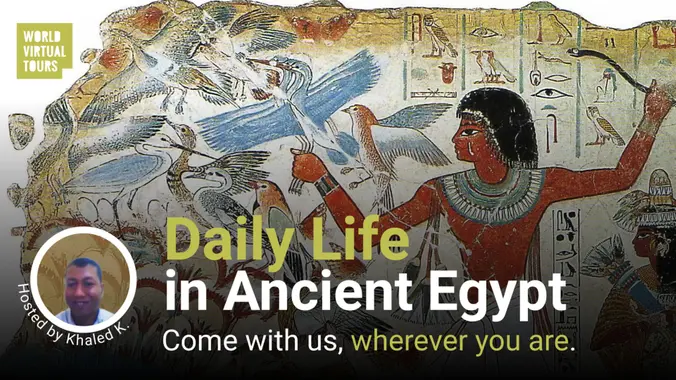 WORLD
VIRTUAL
TOURS
Daily Life
in Ancient Egypt
Come with us, wherever you are.
Hosted by Khaled K.